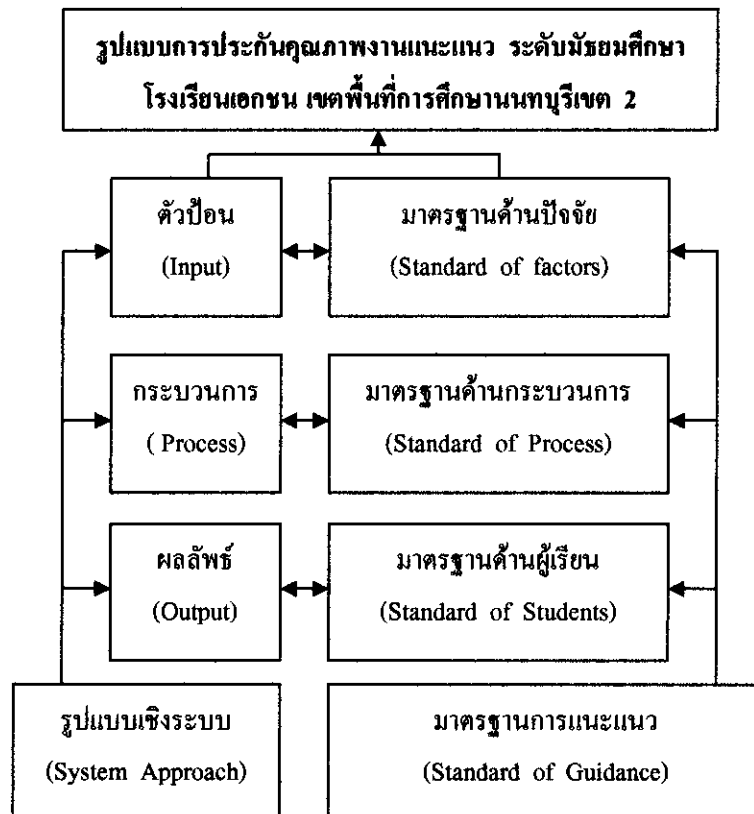 รูปแบบการประกันคุณภาพงานแนะแนว ระดับมัธยมศึกษา
โรงเรียนเอกชน เขตพื้นที่การศึกษานนทบุรีเขต 2
ตัวป้อน
(Input)
มาตรฐานด้านปัจจัย
(Standard of factors)
กระบวนการ
( Process)
มาตรฐานด้านกระบวนการ
(Standard of Process)
ผลลัพธ์
(Output)
มาตรฐานด้านผู้เรียน
(Standard of Students)
รูปแบบเชิงระบบ
(System Approach)
มาตรฐานการแนะแนว
(Standard of Guidance)